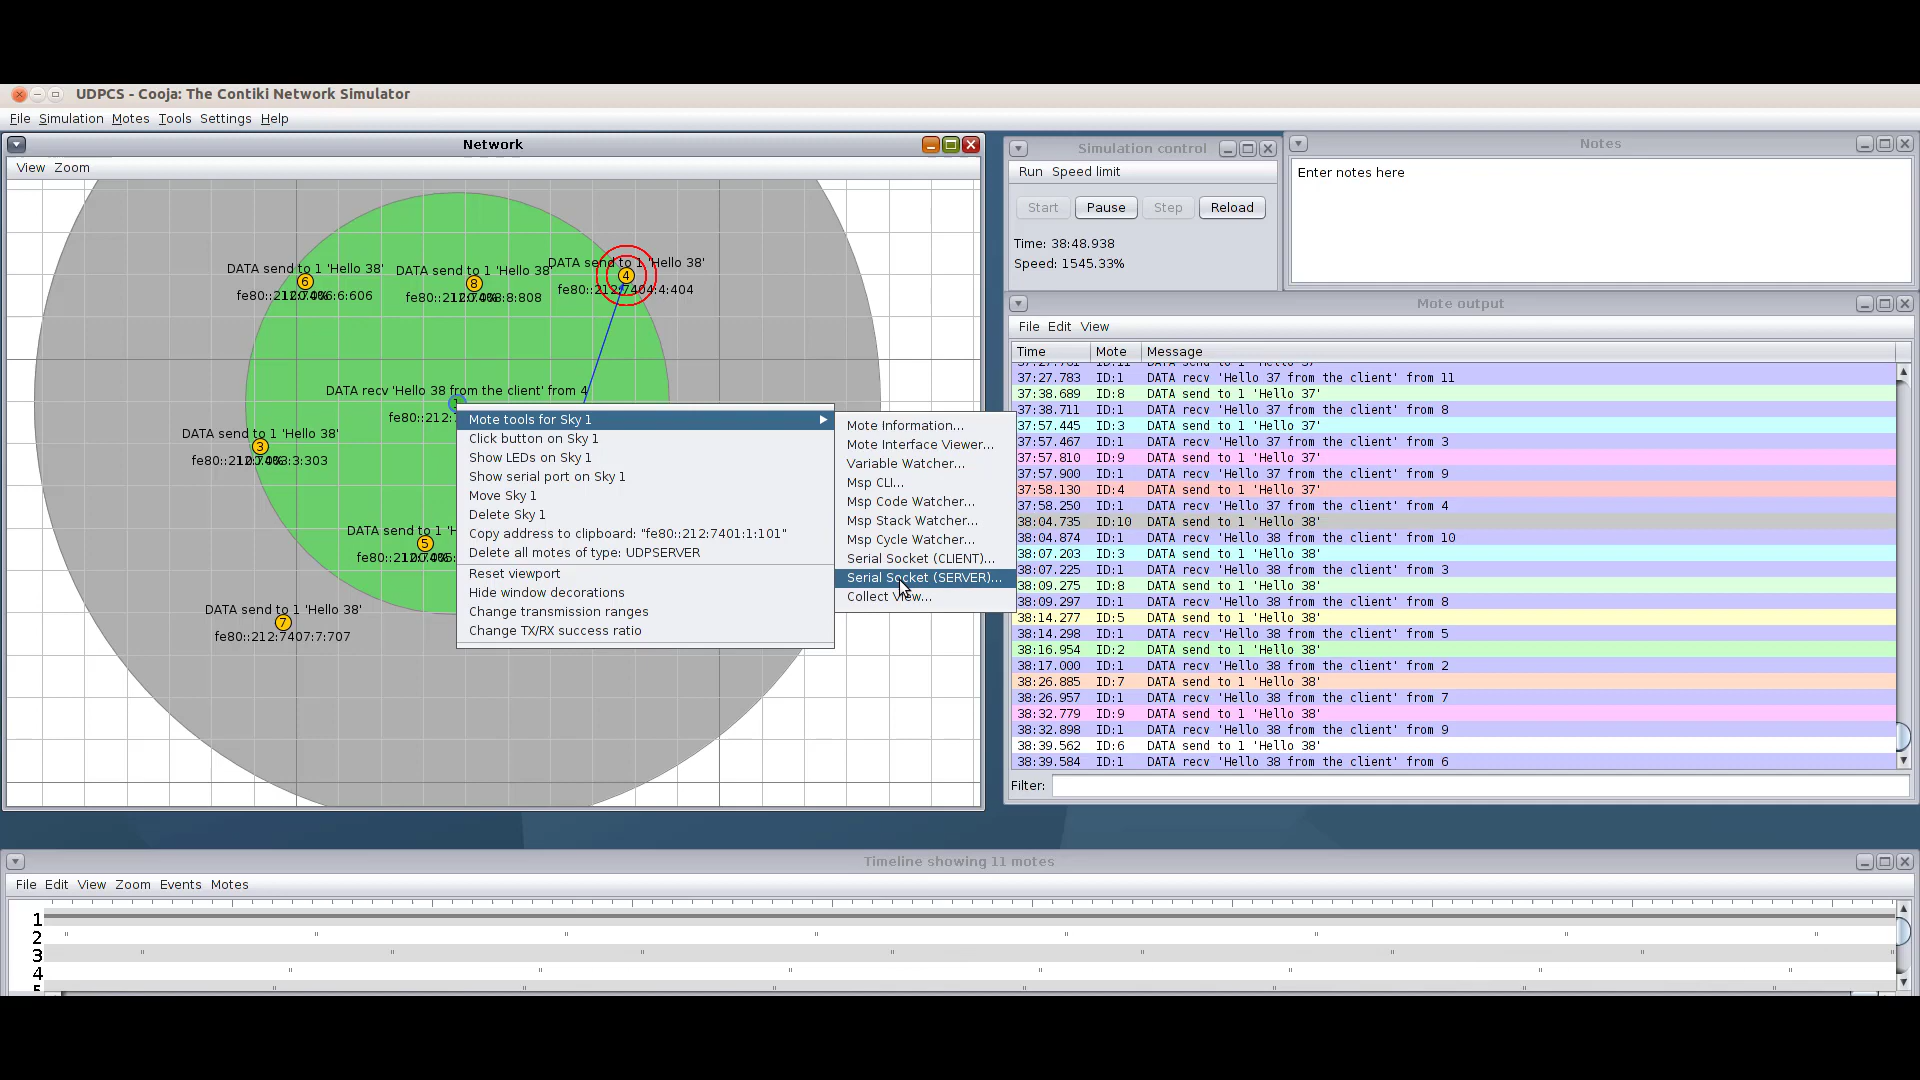 UDPCS - Cooja: The Contiki Network Simulator
File Simulation Motes Tools Settings Help
Network
View Zoom
DATA send to 1 'Hello 38'
6
DATA send to 1 'Hello 38'
8
fe80::212:7408:8:808
DATA send to 1 'Hello 38'
4
fe80::212:7404:4:404
DATA recv 'Hello 38 from the client' from 4
fe80::212:
DATA send to 1 'Hello 38'
3
DATA send to 1 'H
5
DATA send to 1 'Hello 38'
7
fe80::212:7407:7:707
Mote tools for Sky 1
Click button on Sky 1
Show LEDs on Sky 1
Show serial port on Sky 1
Move Sky 1
Delete Sky 1
Copy address to clipboard: "fe80::212:7401:1:101"
Delete all motes of type: UDPSERVER
Reset viewport
Hide window decorations
Change transmission ranges
Change TX/RX success ratio
Mote Information...
Mote Interface Viewer...
Variable Watcher...
Msp CLI...
Msp Code Watcher...
Msp Stack Watcher...
Msp Cycle Watcher...
Serial Socket (CLIENT)...
Serial Socket (SERVER)...
Collect View...
Simulation control
Run Speed limit
Start Pause Step Reload
Time: 38:48.938
Speed: 1545.33%
Notes
Enter notes here
Mote output
File Edit View
Time Mote Message
37:27.783 ID:1 DATA recv 'Hello 37 from the client' from 11
37:38.689 ID:8 DATA send to 1 'Hello 37'
37:38.711 ID:1 DATA recv 'Hello 37 from the client' from 8
37:57.445 ID:3 DATA send to 1 'Hello 37'
37:57.467 ID:1 DATA recv 'Hello 37 from the client' from 3
37:57.810 ID:9 DATA send to 1 'Hello 37'
37:57.900 ID:1 DATA recv 'Hello 37 from the client' from 9
37:58.130 ID:4 DATA send to 1 'Hello 37'
37:58.250 ID:1 DATA recv 'Hello 37 from the client' from 4
38:04.735 ID:10 DATA send to 1 'Hello 38'
38:04.874 ID:1 DATA recv 'Hello 38 from the client' from 10
38:07.203 ID:3 DATA send to 1 'Hello 38'
38:07.225 ID:1 DATA recv 'Hello 38 from the client' from 3
38:09.275 ID:8 DATA send to 1 'Hello 38'
38:09.297 ID:1 DATA recv 'Hello 38 from the client' from 8
38:14.277 ID:5 DATA send to 1 'Hello 38'
38:14.298 ID:1 DATA recv 'Hello 38 from the client' from 5
38:16.954 ID:2 DATA send to 1 'Hello 38'
38:17.000 ID:1 DATA recv 'Hello 38 from the client' from 2
38:26.885 ID:7 DATA send to 1 'Hello 38'
38:26.957 ID:1 DATA recv 'Hello 38 from the client' from 7
38:32.779 ID:9 DATA send to 1 'Hello 38'
38:32.898 ID:1 DATA recv 'Hello 38 from the client' from 9
38:39.562 ID:6 DATA send to 1 'Hello 38'
38:39.584 ID:1 DATA recv 'Hello 38 from the client' from 6
Filter:
Timeline showing 11 motes
File Edit View Zoom Events Motes
1
2
3
4